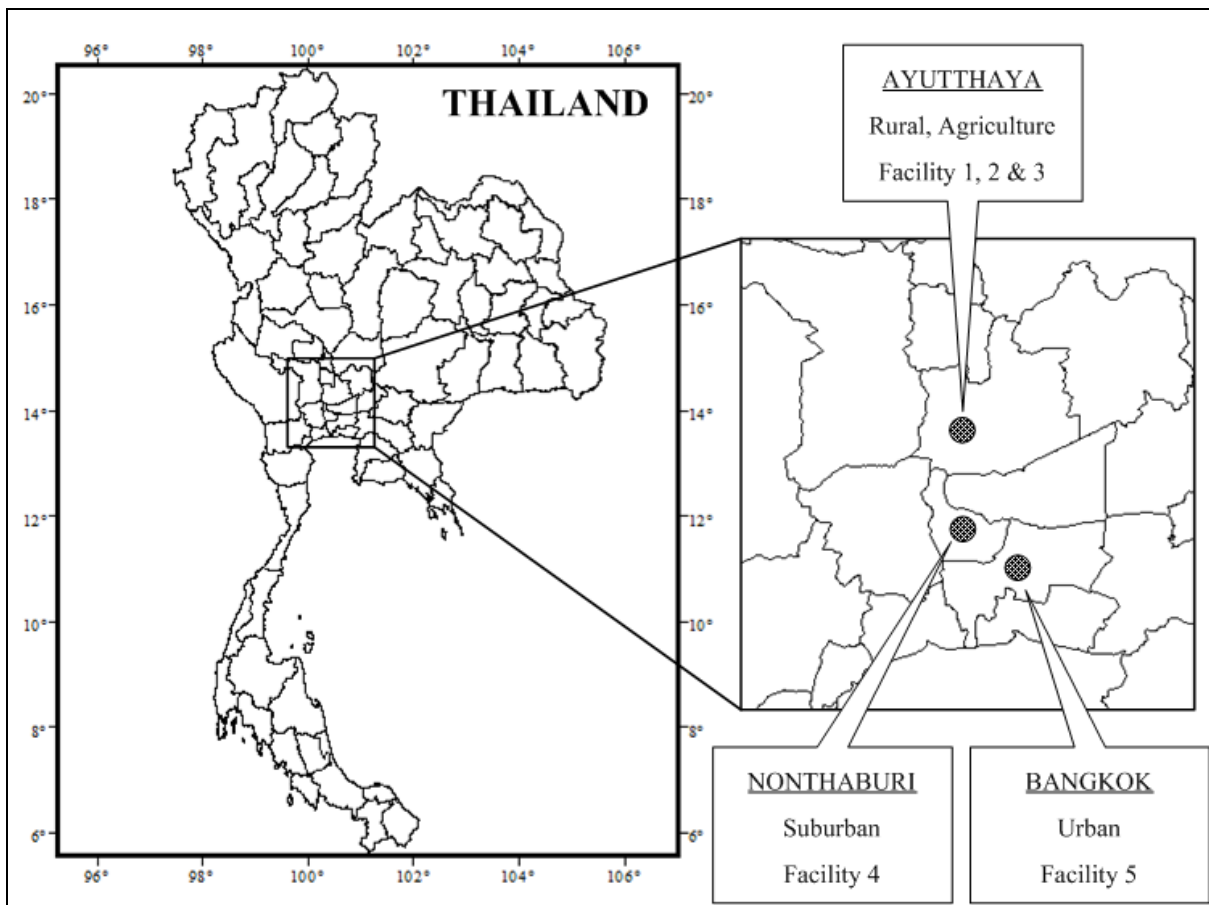 96° 98° 100° 102° 104° 106°
THAILAND
20° 20°
18° 18°
16° 16°
14° 14°
12° 12°
10° 10°
8° 8°
6° 6°
96° 98° 100° 102° 104° 106°
AYUTTHAYA
Rural, Agriculture
Facility 1, 2 & 3
NONTHABURI
Suburban
Facility 4
BANGKOK
Urban
Facility 5